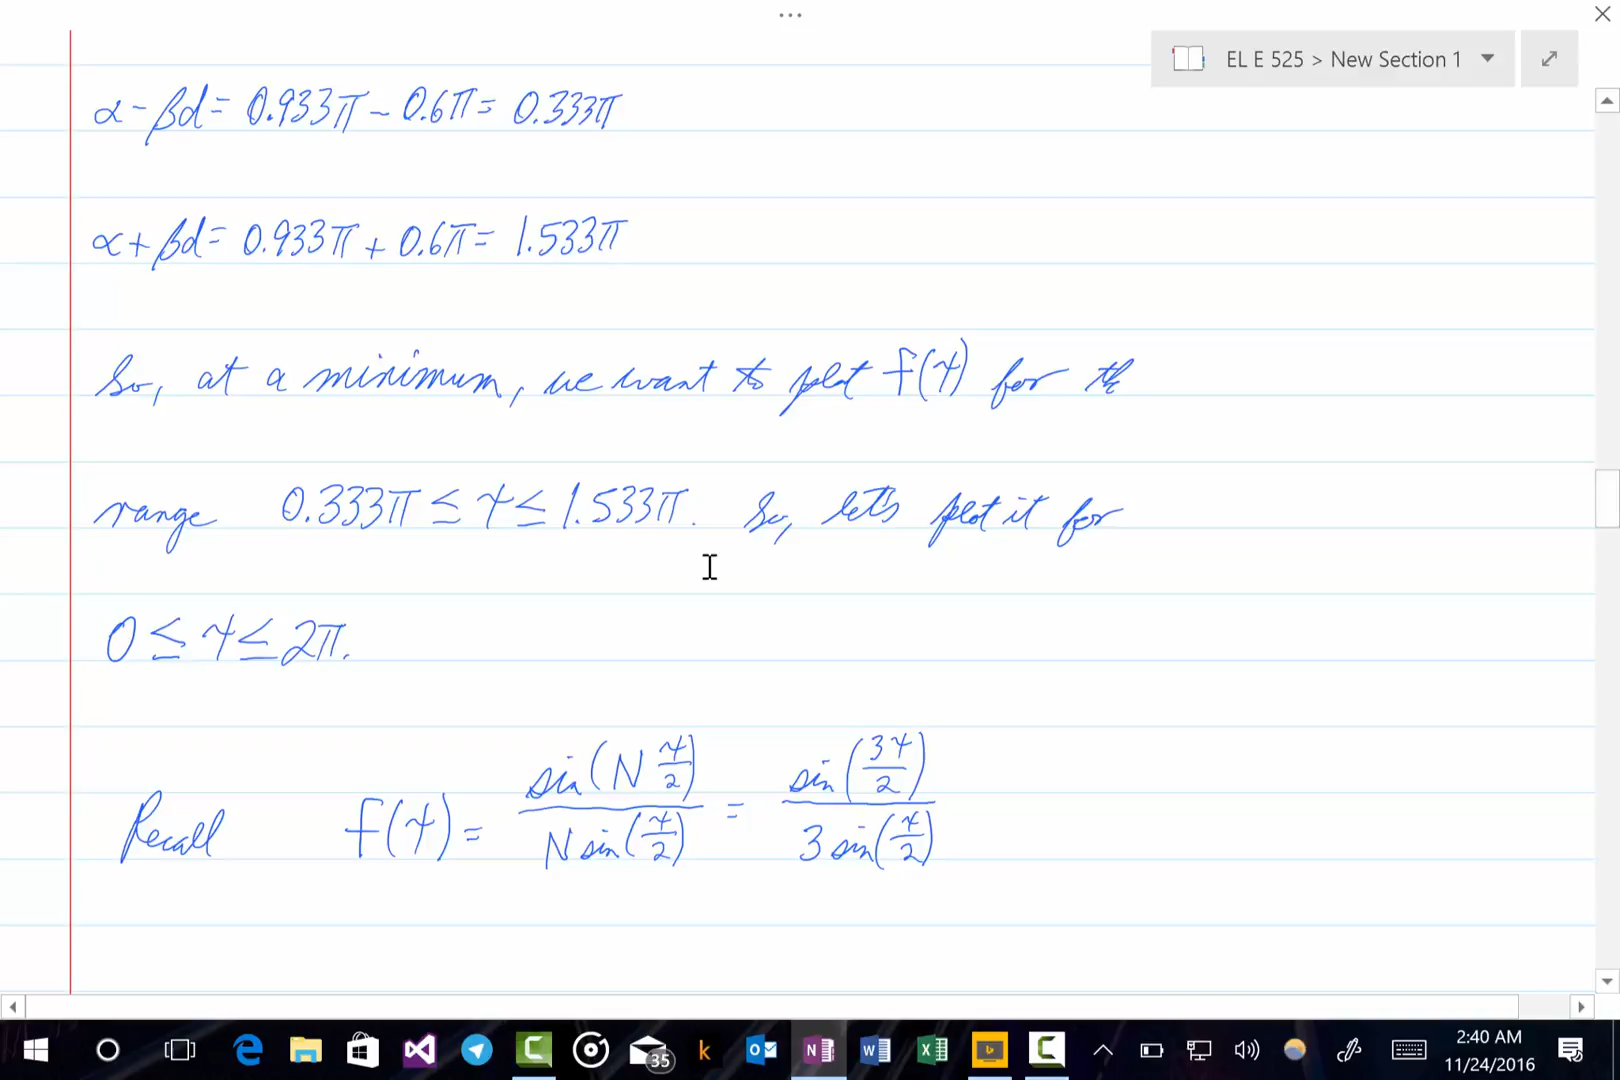 EL E 525 > New Section 1
α - βd = 0.933π - 0.6π = 0.333π
α + βd = 0.933π + 0.6π = 1.533π
So, at a minimum, we want to plot f(ψ) for th
range 0.333π ≤ ψ ≤ 1.533π. So, let's plot it for
0 ≤ ψ ≤ 2π.
Recall f(ψ) = sin(N ψ/2) / N sin(ψ/2) = sin(3ψ/2) / 3 sin(ψ/2)
35
2:40 AM
11/24/2016